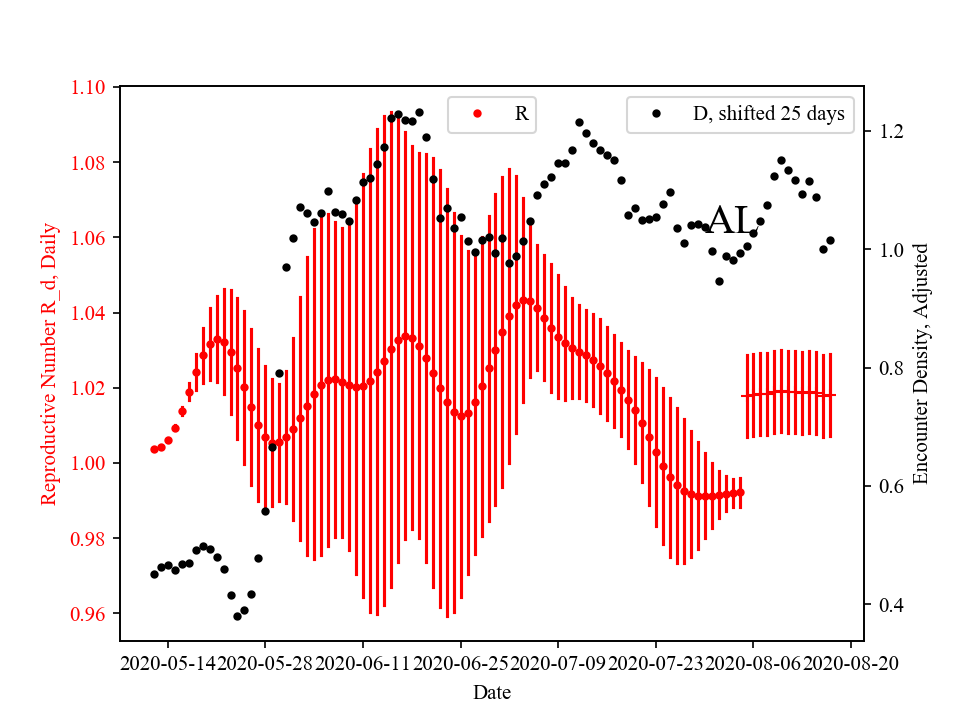 R
D, shifted 25 days
AL
Reproductive Number R_d, Daily
1.10
1.08
1.06
1.04
1.02
1.00
0.98
0.96
Encounter Density, Adjusted
1.2
1.0
0.8
0.6
0.4
2020-05-14 2020-05-28 2020-06-11 2020-06-25 2020-07-09 2020-07-23 2020-08-06 2020-08-20
Date